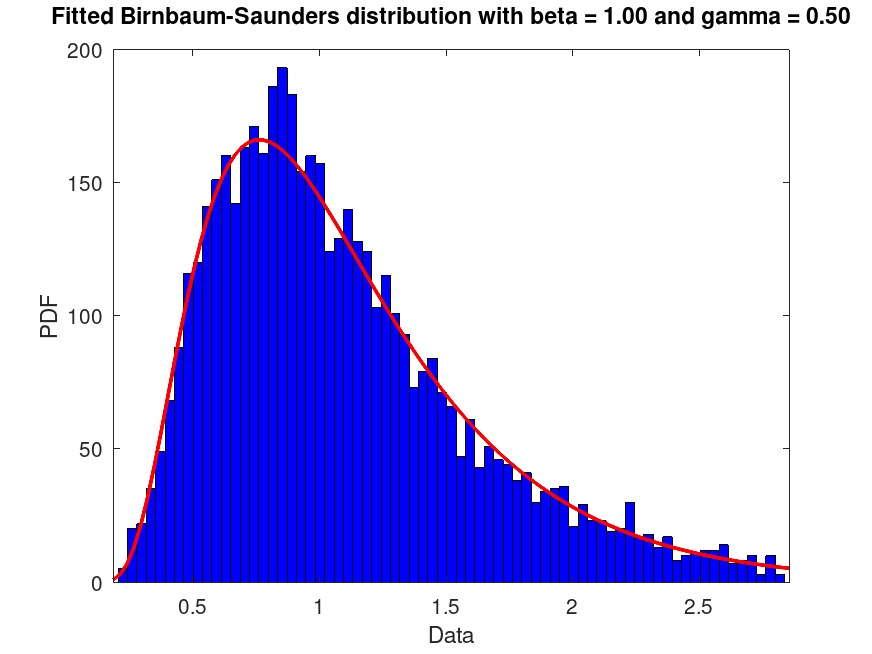 Fitted Birnbaum-Saunders distribution with beta = 1.00 and gamma = 0.50
200
150
100
50
0
PDF
0.5 1 1.5 2 2.5
Data